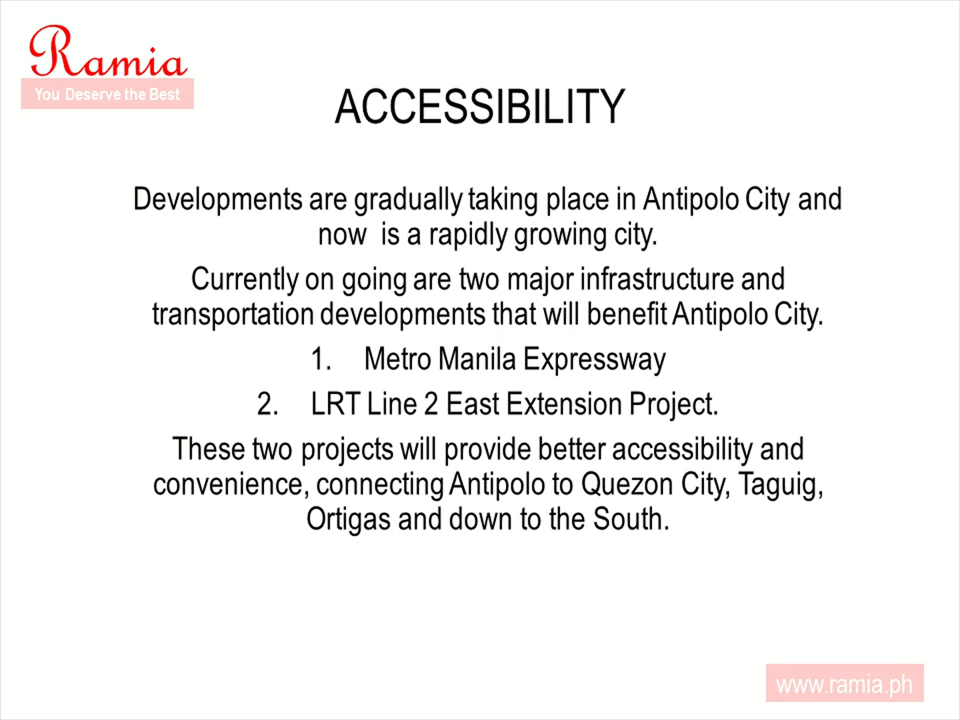 Ramia
You Deserve the Best
ACCESSIBILITY
Developments are gradually taking place in Antipolo City and
now is a rapidly growing city.
Currently on going are two major infrastructure and
transportation developments that will benefit Antipolo City.
1. Metro Manila Expressway
2. LRT Line 2 East Extension Project.
These two projects will provide better accessibility and
convenience, connecting Antipolo to Quezon City, Taguig,
Ortigas and down to the South.
www.ramia.ph